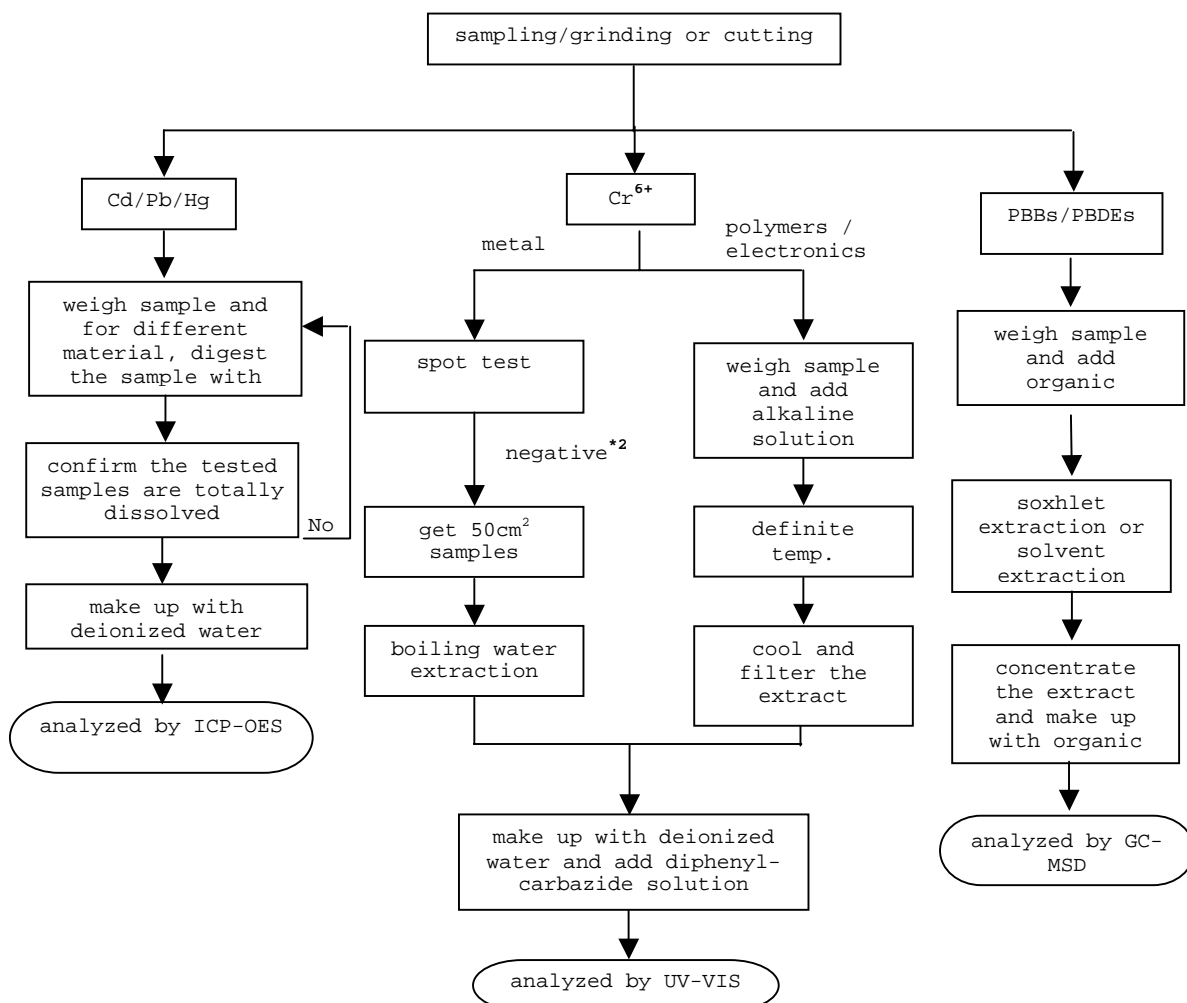 sampling/grinding or cutting
Cd/Pb/Hg
weigh sample and
for different
material, digest
the sample with
confirm the tested
samples are totally
dissolved
No
make up with
deionized water
analyzed by ICP-OES
Cr⁶⁺
metal
polymers /
electronics
spot test
negative*²
get 50cm²
samples
boiling water
extraction
weigh sample
and add
alkaline
solution
definite
temp.
cool and
filter the
extract
make up with deionized
water and add diphenyl-
carbazide solution
analyzed by UV-VIS
PBBs/PBDEs
weigh sample
and add
organic
soxhlet
extraction or
solvent
extraction
concentrate
the extract
and make up
with organic
analyzed by GC-
MSD